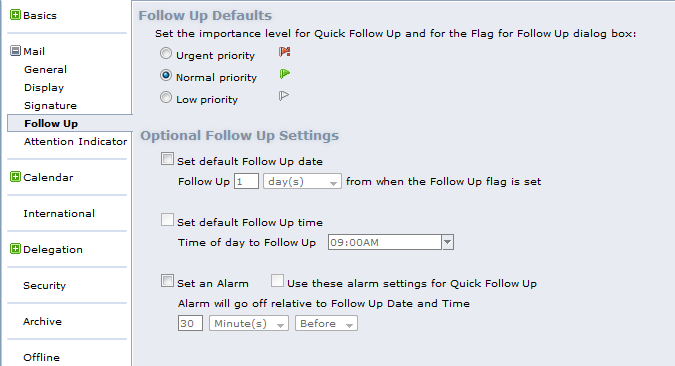 Basics
Mail
General
Display
Signature
Follow Up
Attention Indicator
Calendar
International
Delegation
Security
Archive
Offline
Follow Up Defaults
Set the importance level for Quick Follow Up and for the Flag for Follow Up dialog box:
Urgent priority
Normal priority
Low priority
Optional Follow Up Settings
Set default Follow Up date
Follow Up 1 day(s) from when the Follow Up flag is set
Set default Follow Up time
Time of day to Follow Up 09:00AM
Set an Alarm Use these alarm settings for Quick Follow Up
Alarm will go off relative to Follow Up Date and Time
30 Minute(s) Before